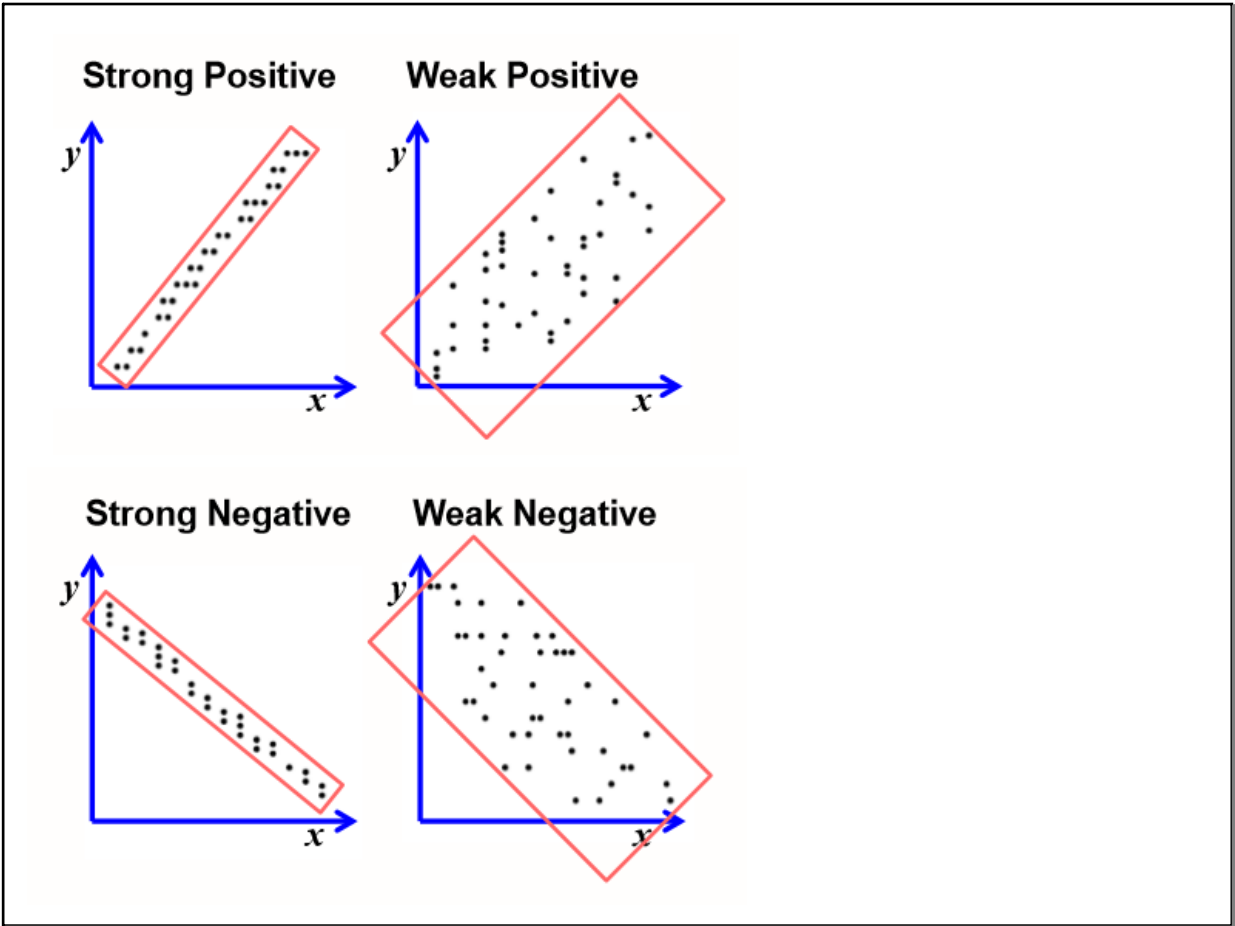 Strong Positive
Weak Positive
y
y
x
x
Strong Negative
Weak Negative
y
y
x
x